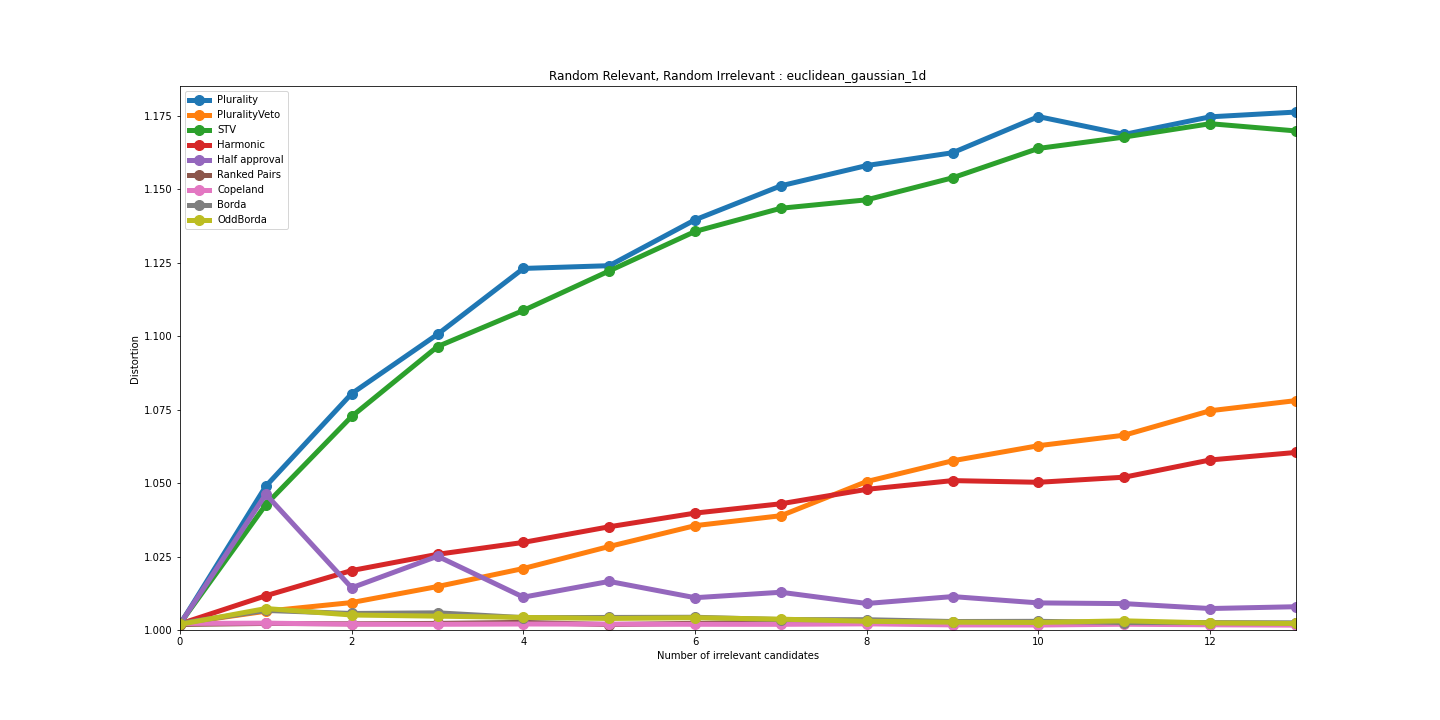 Random Relevant, Random Irrelevant : euclidean_gaussian_1d
Plurality
PluralityVeto
STV
Harmonic
Half approval
Ranked Pairs
Copeland
Borda
OddBorda
1.175
1.150
1.125
1.100
1.075
1.050
1.025
1.000
Distortion
0 2 4 6 8 10 12
Number of irrelevant candidates